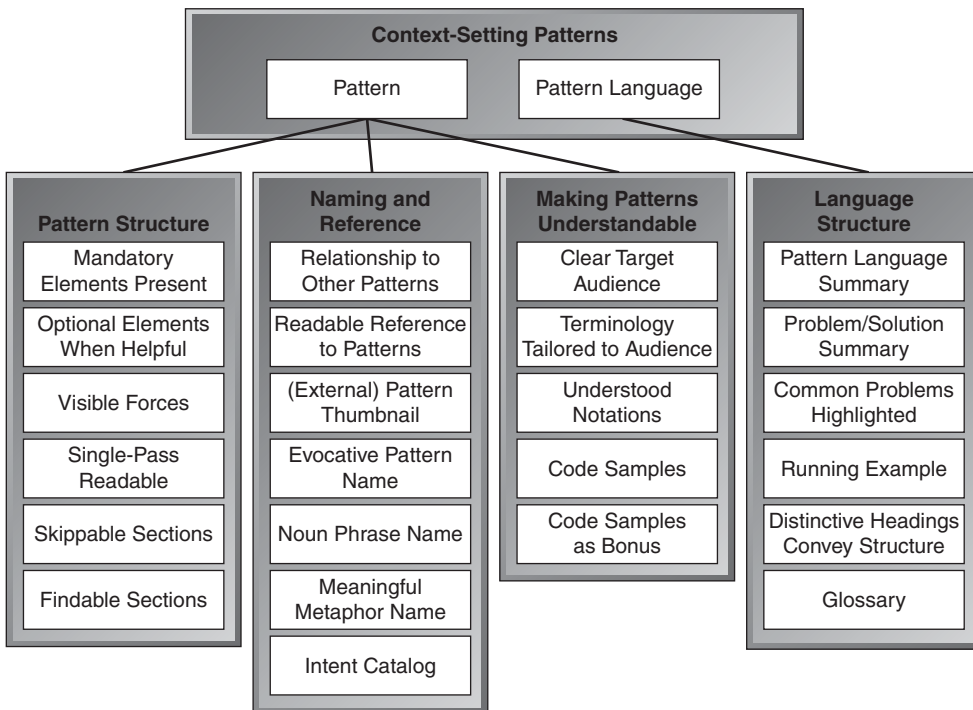 Context-Setting Patterns
Pattern
Pattern Language
Pattern Structure
Mandatory
Elements Present
Optional Elements
When Helpful
Visible Forces
Single-Pass
Readable
Skippable Sections
Findable Sections
Naming and
Reference
Relationship to
Other Patterns
Readable Reference
to Patterns
(External) Pattern
Thumbnail
Evocative Pattern
Name
Noun Phrase Name
Meaningful
Metaphor Name
Intent Catalog
Making Patterns
Understandable
Clear Target
Audience
Terminology
Tailored to Audience
Understood
Notations
Code Samples
Code Samples
as Bonus
Language
Structure
Pattern Language
Summary
Problem/Solution
Summary
Common Problems
Highlighted
Running Example
Distinctive Headings
Convey Structure
Glossary